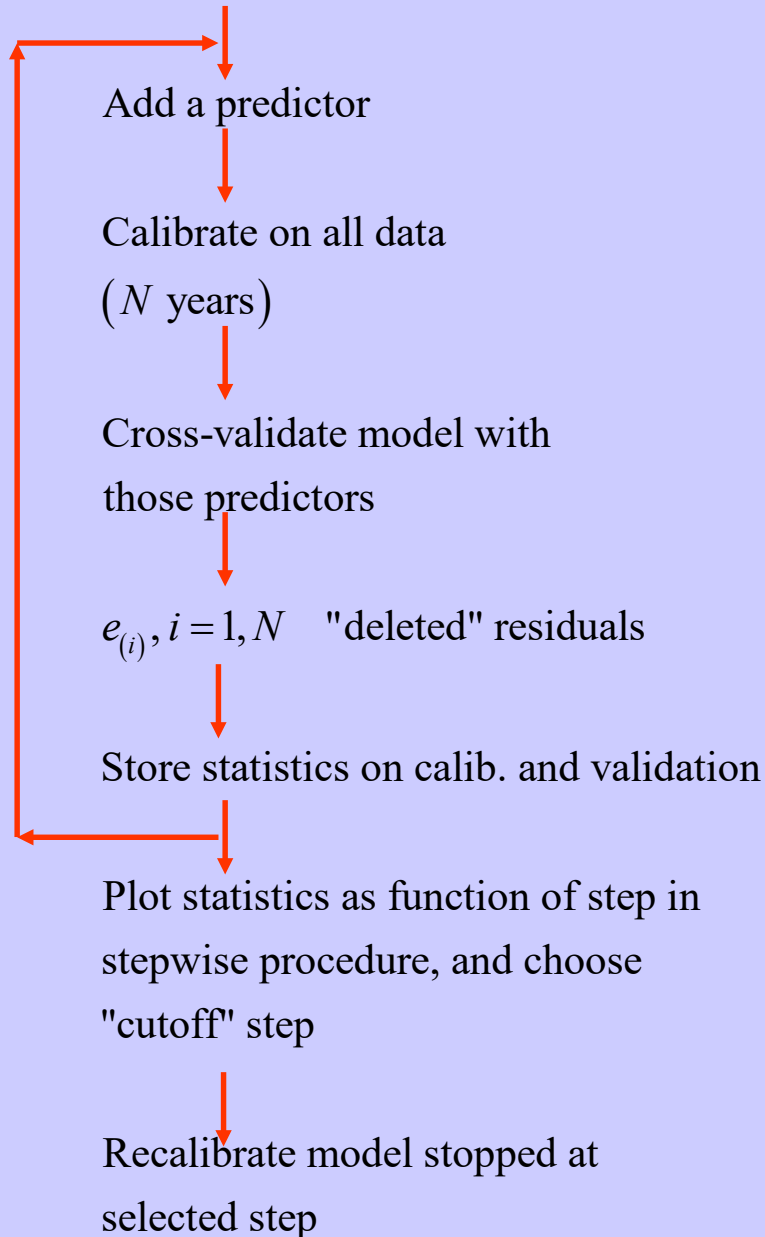 Add a predictor
Calibrate on all data
(N years)
Cross-validate model with
those predictors
e(i), i = 1, N "deleted" residuals
Store statistics on calib. and validation
Plot statistics as function of step in
stepwise procedure, and choose
"cutoff" step
Recalibrate model stopped at
selected step